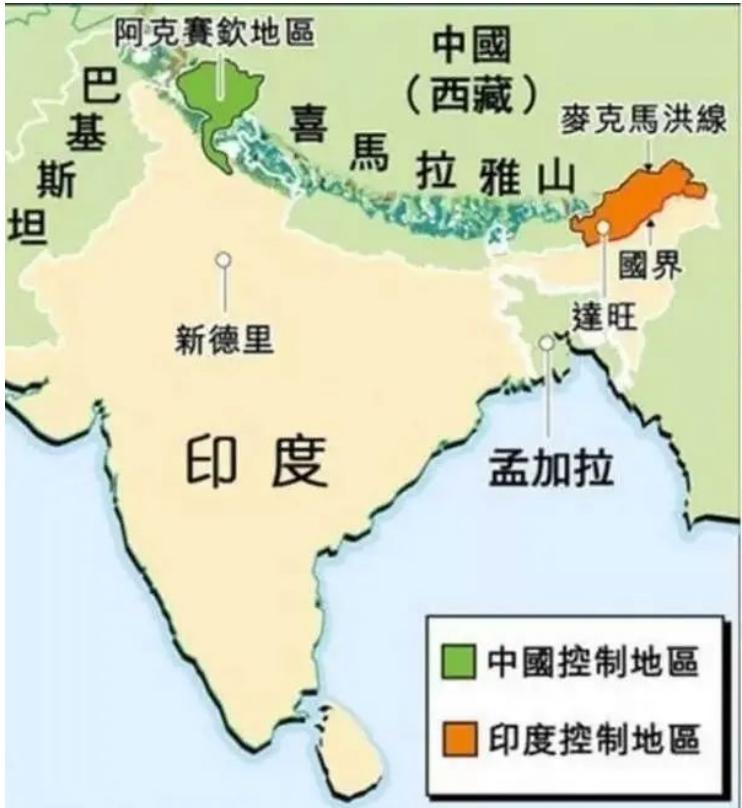 阿克賽欽地區
中國
（西藏）
巴基斯坦
喜馬拉雅山
麥克馬洪線
國界
達旺
新德里
印度
孟加拉
中國控制地區
印度控制地區